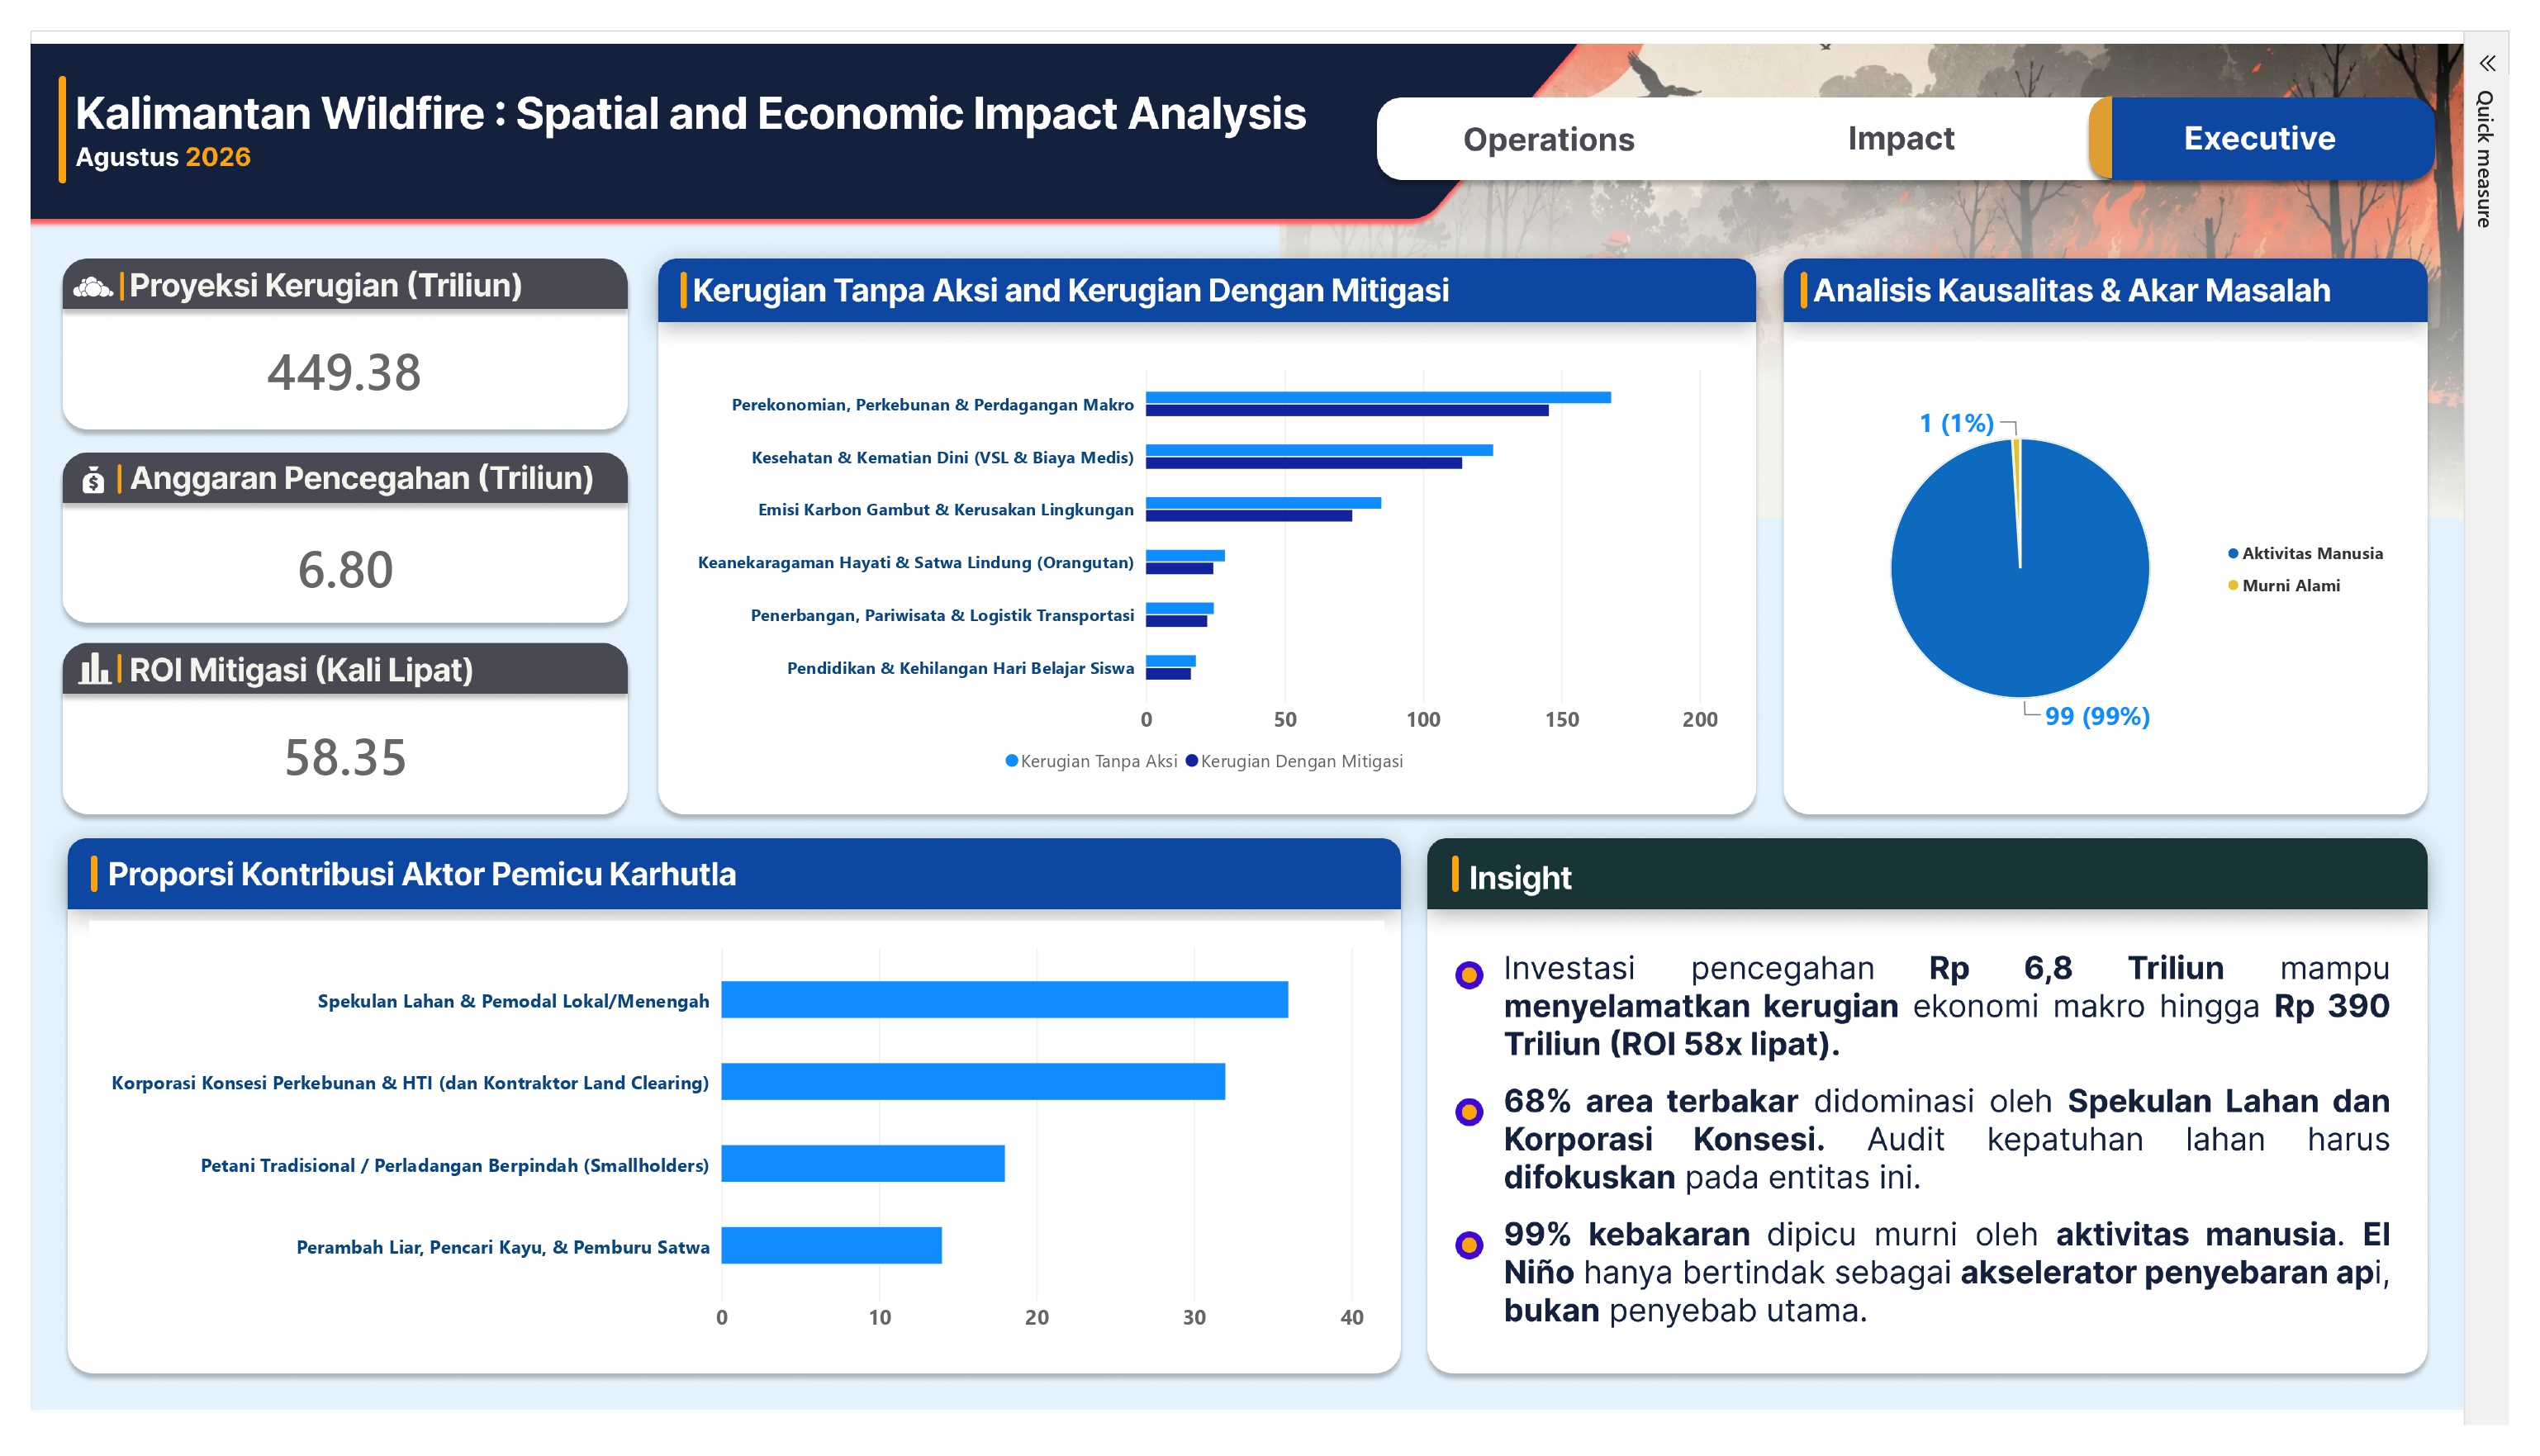 Kalimantan Wildfire : Spatial and Economic Impact Analysis
Agustus 2026
Operations
Impact
Executive
Quick measure
Proyeksi Kerugian (Triliun)
449.38
Anggaran Pencegahan (Triliun)
6.80
ROI Mitigasi (Kali Lipat)
58.35
Kerugian Tanpa Aksi and Kerugian Dengan Mitigasi
Perekonomian, Perkebunan & Perdagangan Makro
Kesehatan & Kematian Dini (VSL & Biaya Medis)
Emisi Karbon Gambut & Kerusakan Lingkungan
Keanekaragaman Hayati & Satwa Lindung (Orangutan)
Penerbangan, Pariwisata & Logistik Transportasi
Pendidikan & Kehilangan Hari Belajar Siswa
0 50 100 150 200
Kerugian Tanpa Aksi Kerugian Dengan Mitigasi
Analisis Kausalitas & Akar Masalah
1 (1%)
99 (99%)
Aktivitas Manusia
Murni Alami
Proporsi Kontribusi Aktor Pemicu Karhutla
Spekulan Lahan & Pemodal Lokal/Menengah
Korporasi Konsesi Perkebunan & HTI (dan Kontraktor Land Clearing)
Petani Tradisional / Perladangan Berpindah (Smallholders)
Perambah Liar, Pencari Kayu, & Pemburu Satwa
0 10 20 30 40
Insight
Investasi pencegahan Rp 6,8 Triliun mampu
menyelamatkan kerugian ekonomi makro hingga Rp 390
Triliun (ROI 58x lipat).
68% area terbakar didominasi oleh Spekulan Lahan dan
Korporasi Konsesi. Audit kepatuhan lahan harus
difokuskan pada entitas ini.
99% kebakaran dipicu murni oleh aktivitas manusia. El
Niño hanya bertindak sebagai akselerator penyebaran api,
bukan penyebab utama.